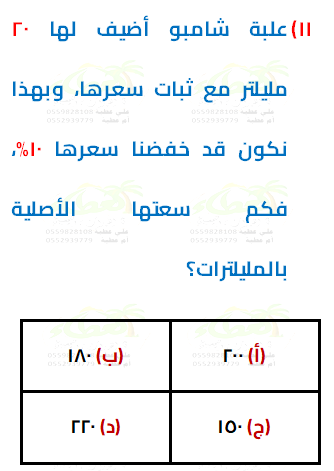 ١١) علبة شامبو أضيف لها ٢٠
مليلتر مع ثبات سعرها، وبهذا
نكون قد خفضنا سعرها ١٠%،
فكم سعتها الأصلية
بالمليلترات؟
(أ) ٢٠٠ (ب) ١٨٠
(ج) ١٥٠ (د) ٢٢٠